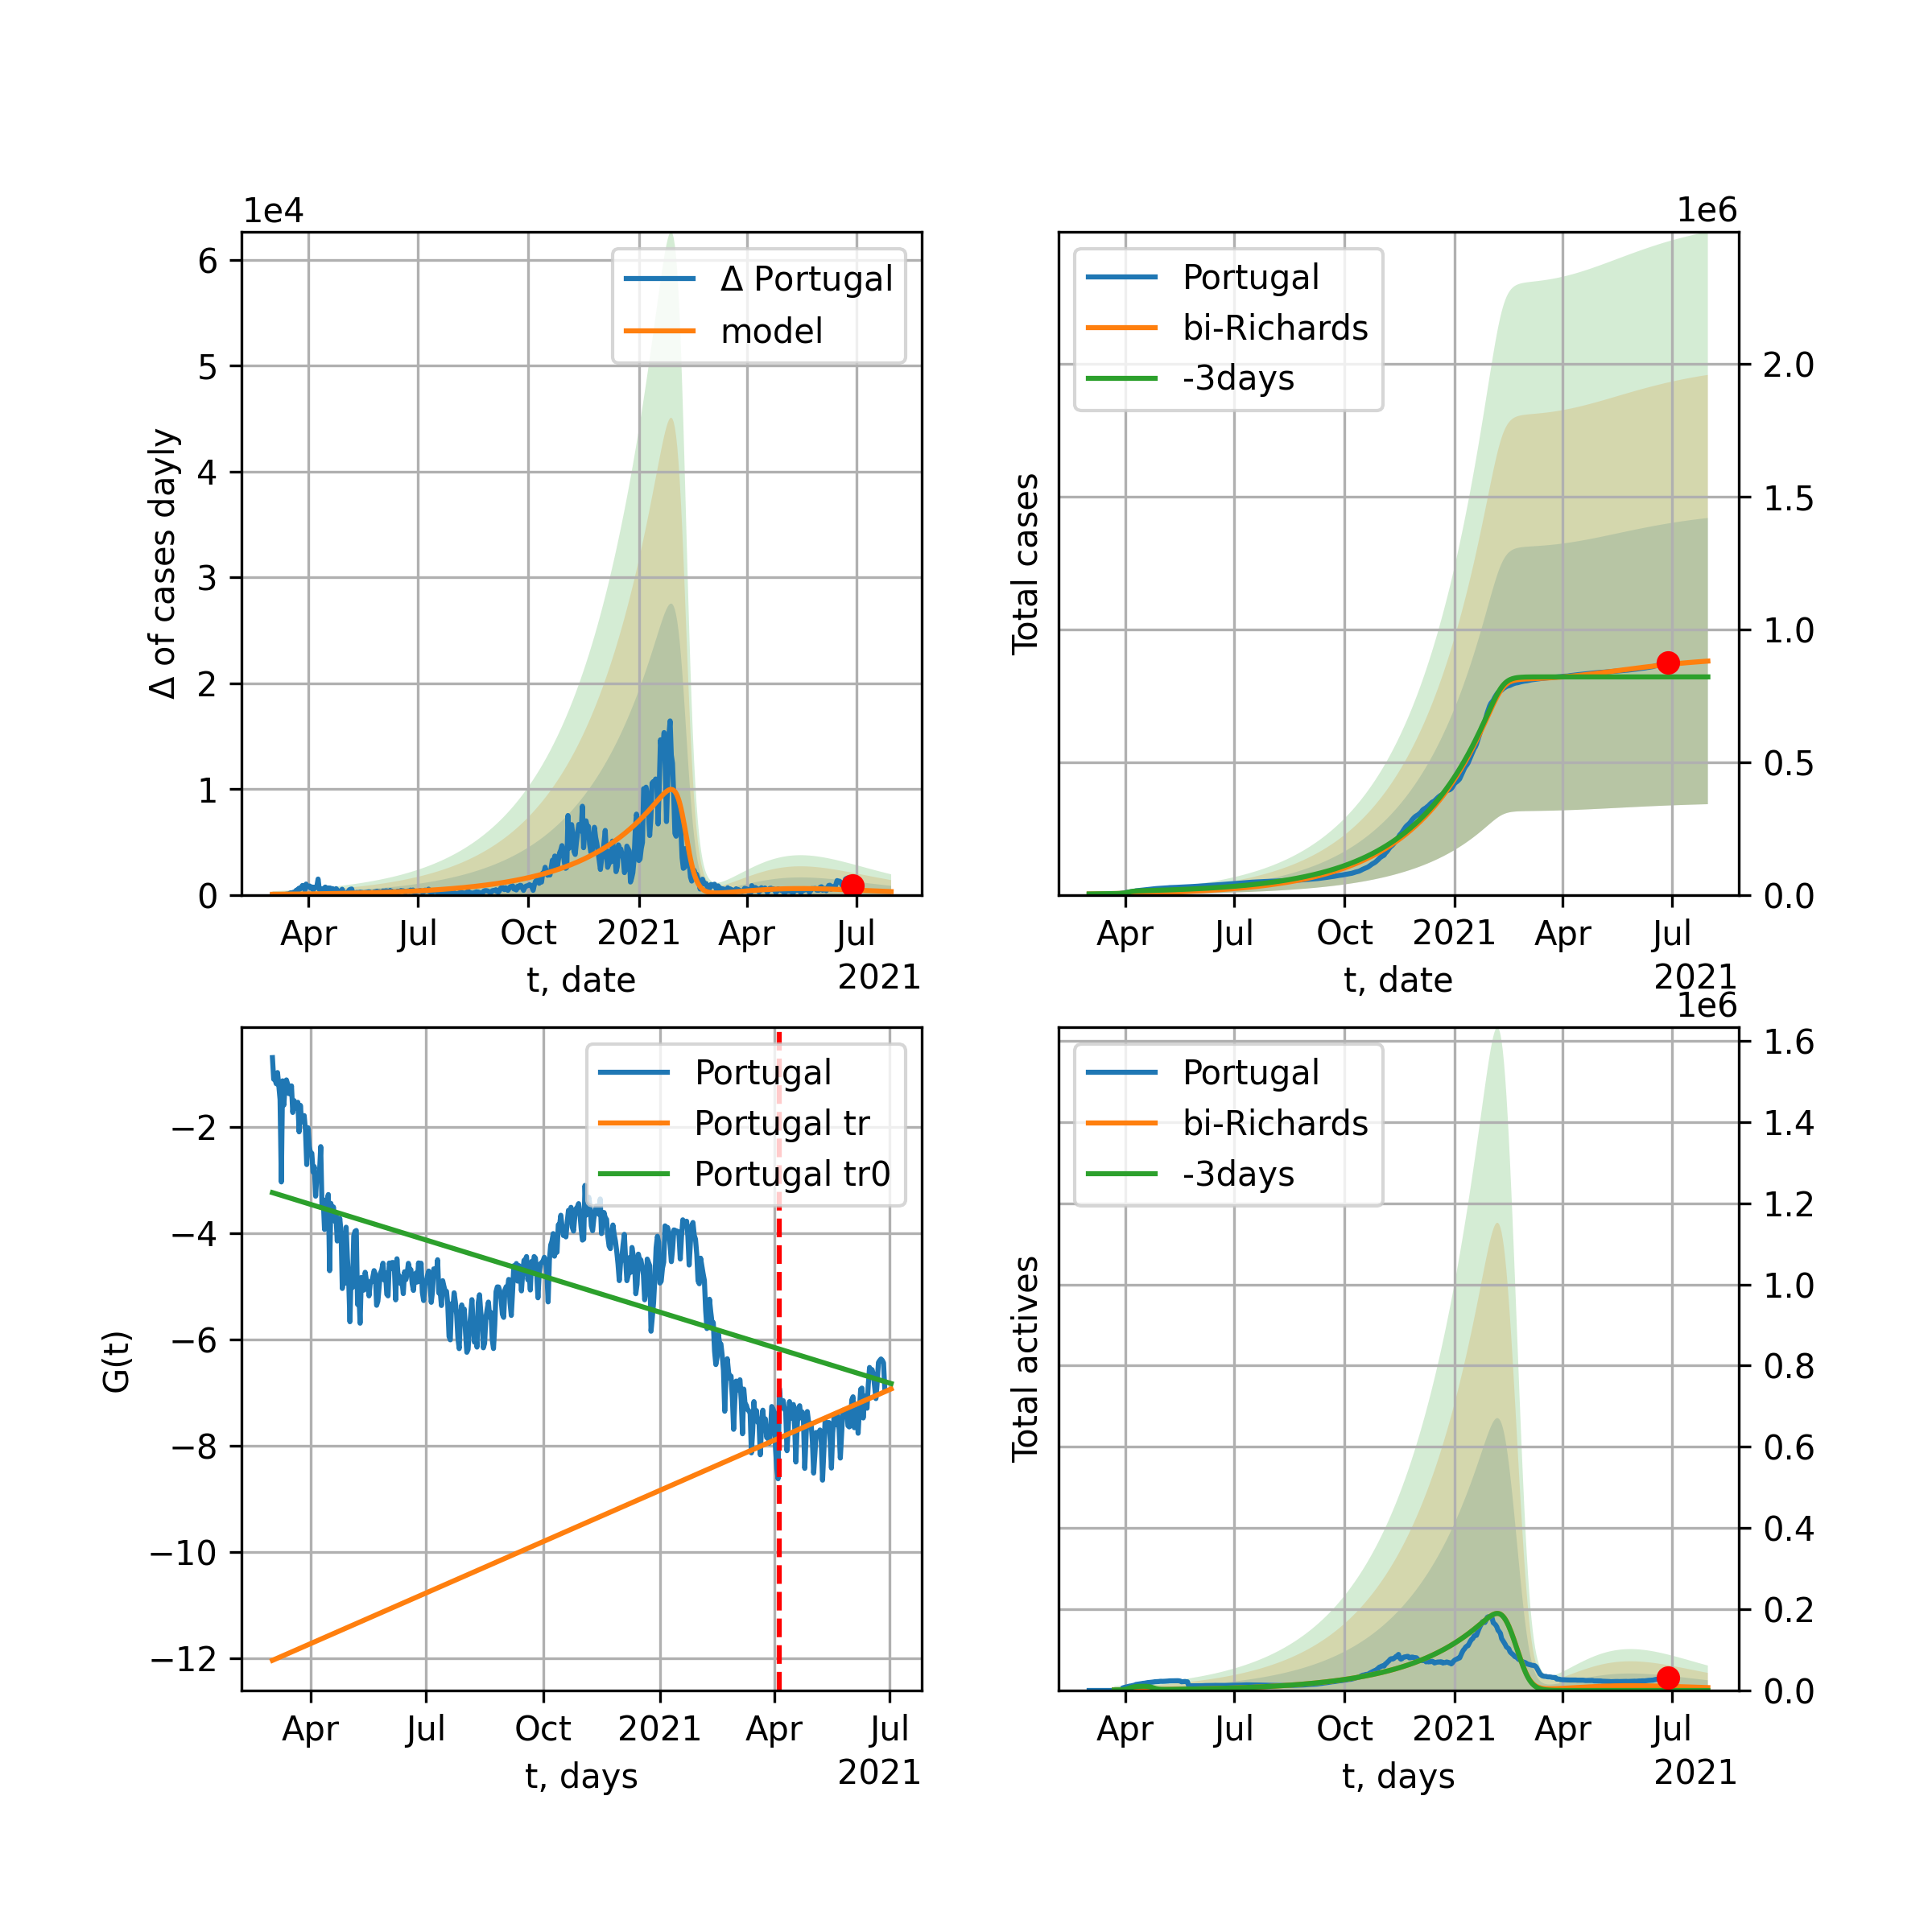 1e4
6
5
4
3
2
1
0
Δ of cases dayly
Δ Portugal
model
Apr Jul Oct 2021 Apr Jul
2021
t, date
1e6
Total cases
Portugal
bi-Richards
-3days
2.0
1.5
1.0
0.5
0.0
Apr Jul Oct 2021 Apr Jul
2021
t, date
G(t)
−2
−4
−6
−8
−10
−12
Portugal
Portugal tr
Portugal tr0
Apr Jul Oct 2021 Apr Jul
2021
t, days
1e6
Total actives
Portugal
bi-Richards
-3days
1.6
1.4
1.2
1.0
0.8
0.6
0.4
0.2
0.0
Apr Jul Oct 2021 Apr Jul
2021
t, days